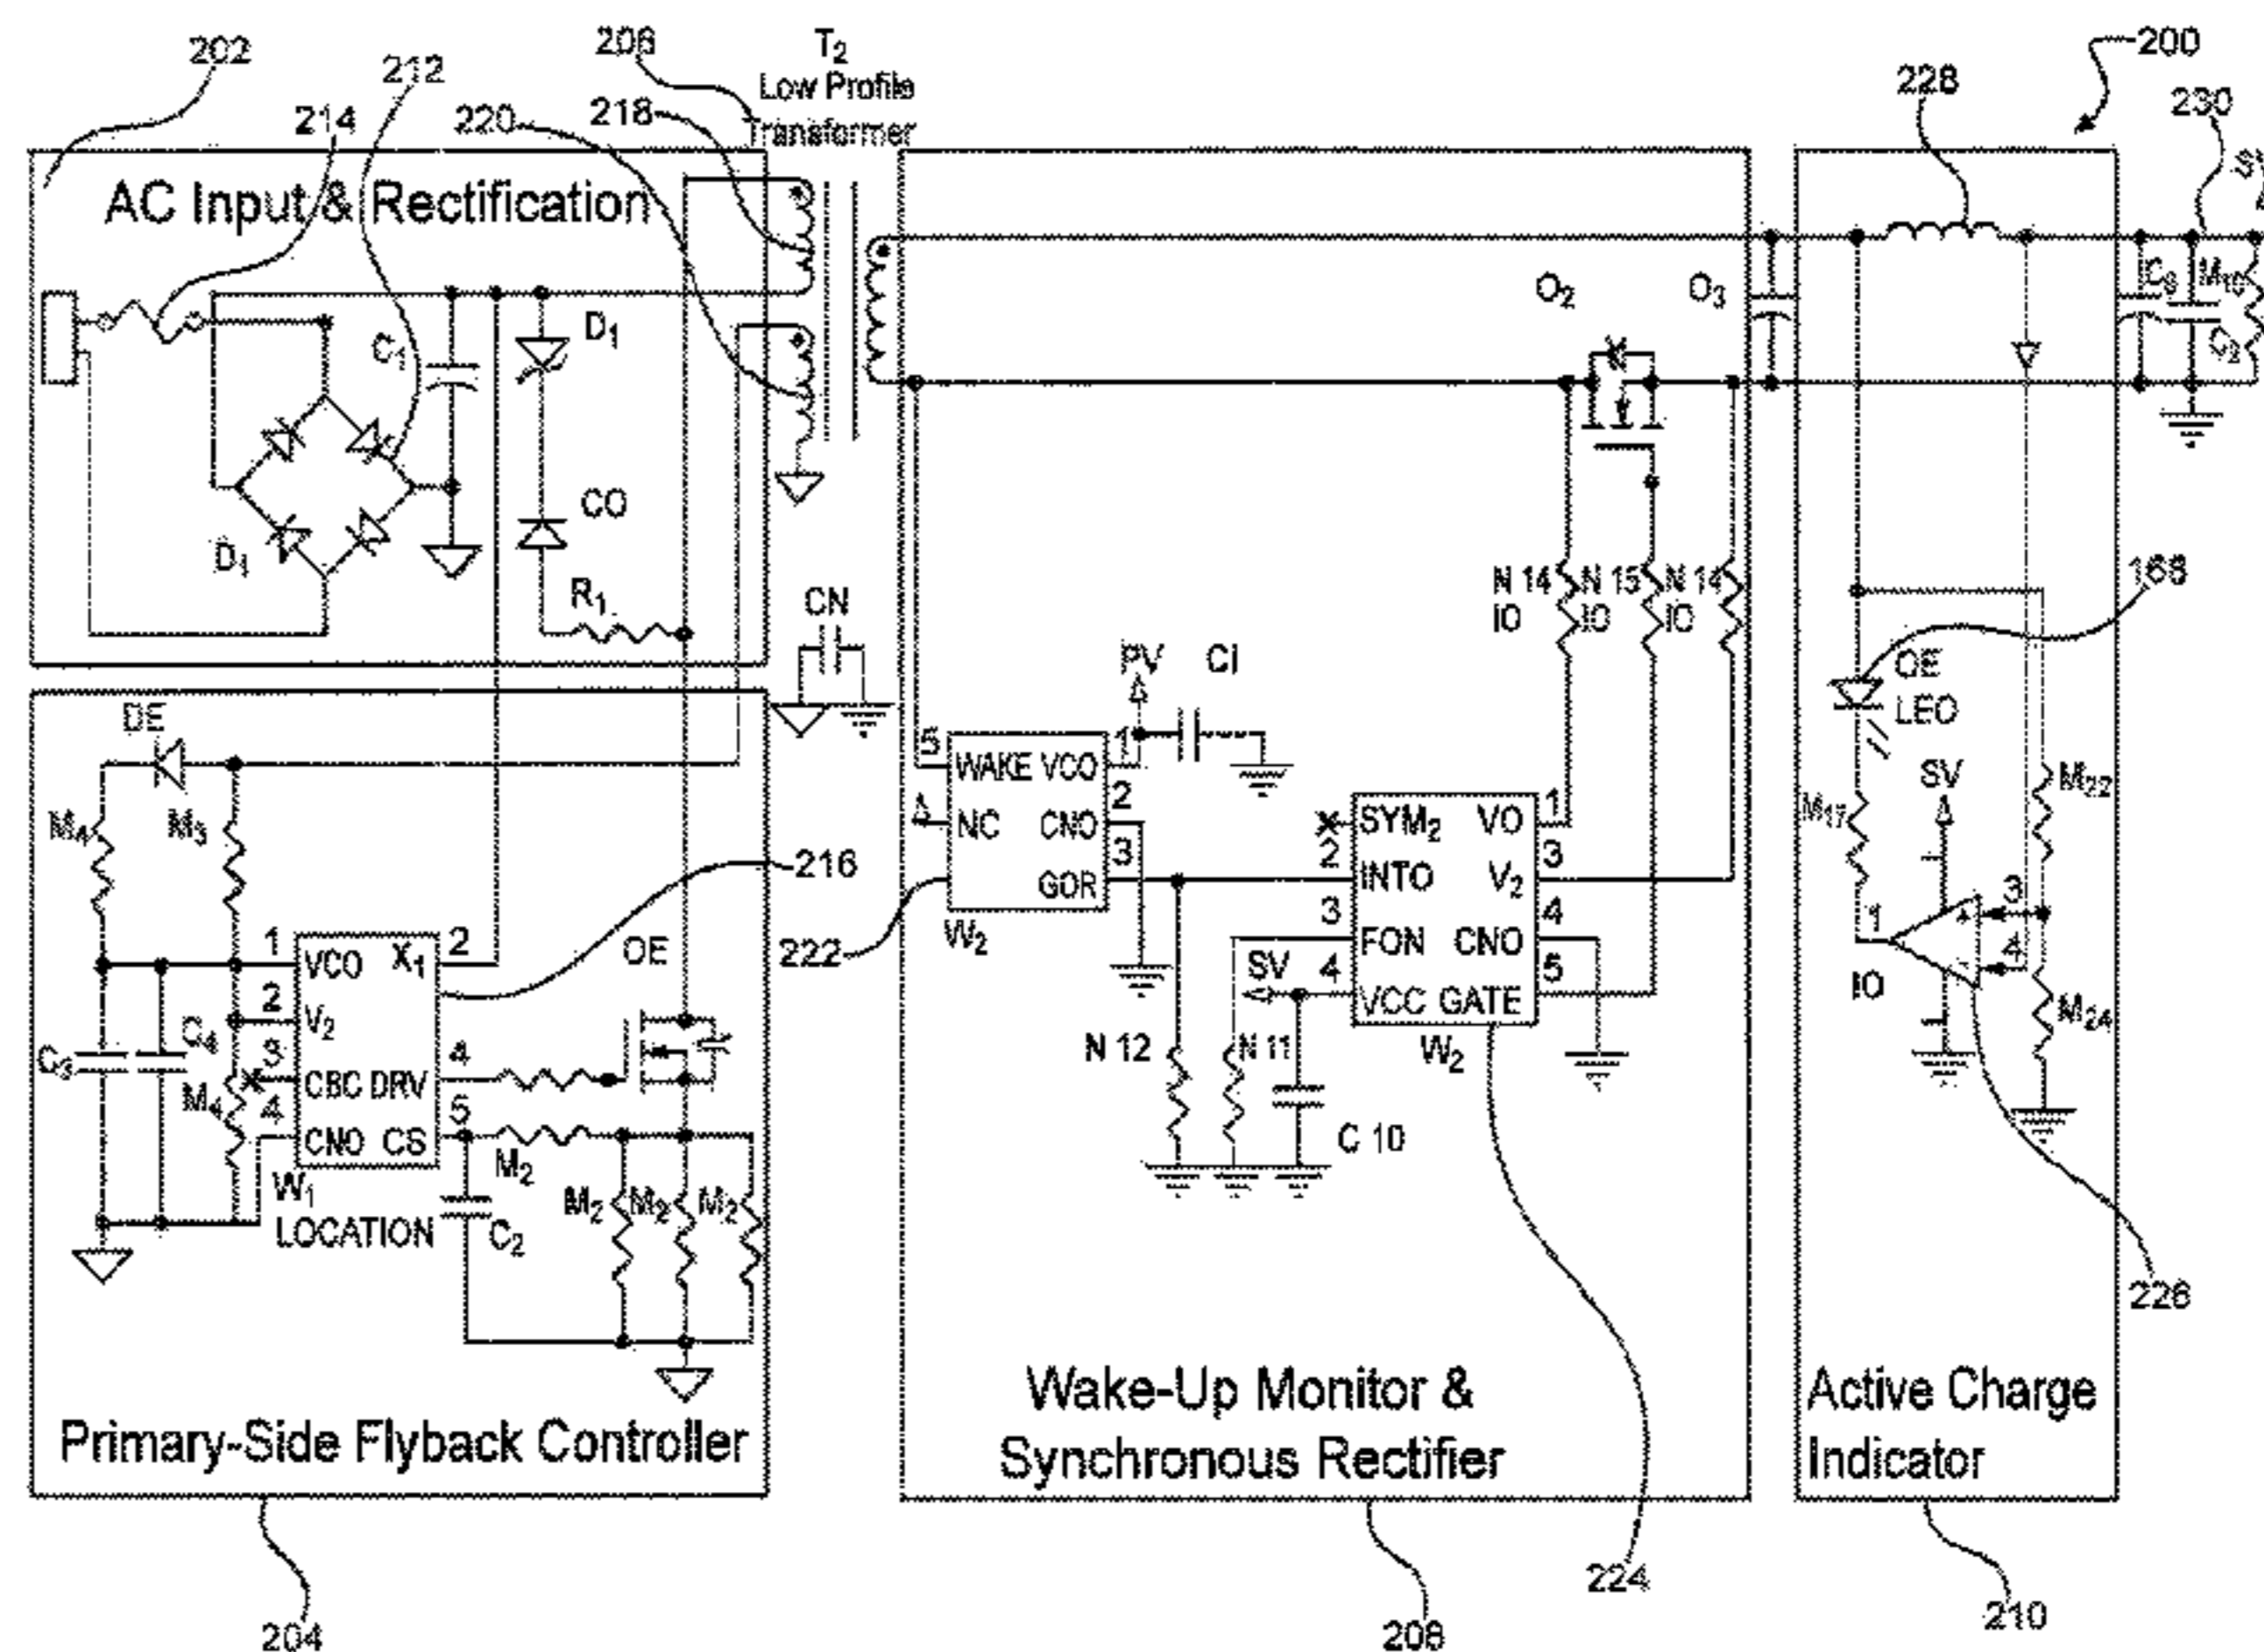 202
212
206
T2
Low Profile
Transformer
214
220
218
228
200
230
AC Input & Rectification
C1
D1
D1
CO
R1
CN
O2
O3
C2
M10
N 14
IO
N 15
IO
N 14
IO
168
OE
LEO
PV
CI
DE
M4
M3
216
1
VCO
X1
2
2
V2
3
CBC
DRV
4
4
CNO
CS
5
C3
C4
M4
W1
LOCATION
OE
M2
C2
M2
M2
M2
5
WAKE
VCO
1
NC
CNO
2
GOR
3
W2
222
SYM2
VO
1
2
INTO
V2
3
3
FON
CNO
4
4
VCC
GATE
5
SV
W2
N 12
N 11
C 10
M17
SV
M22
1
3
4
IO
M24
226
Primary-Side Flyback Controller
Wake-Up Monitor &
Synchronous Rectifier
Active Charge
Indicator
204
208
224
210